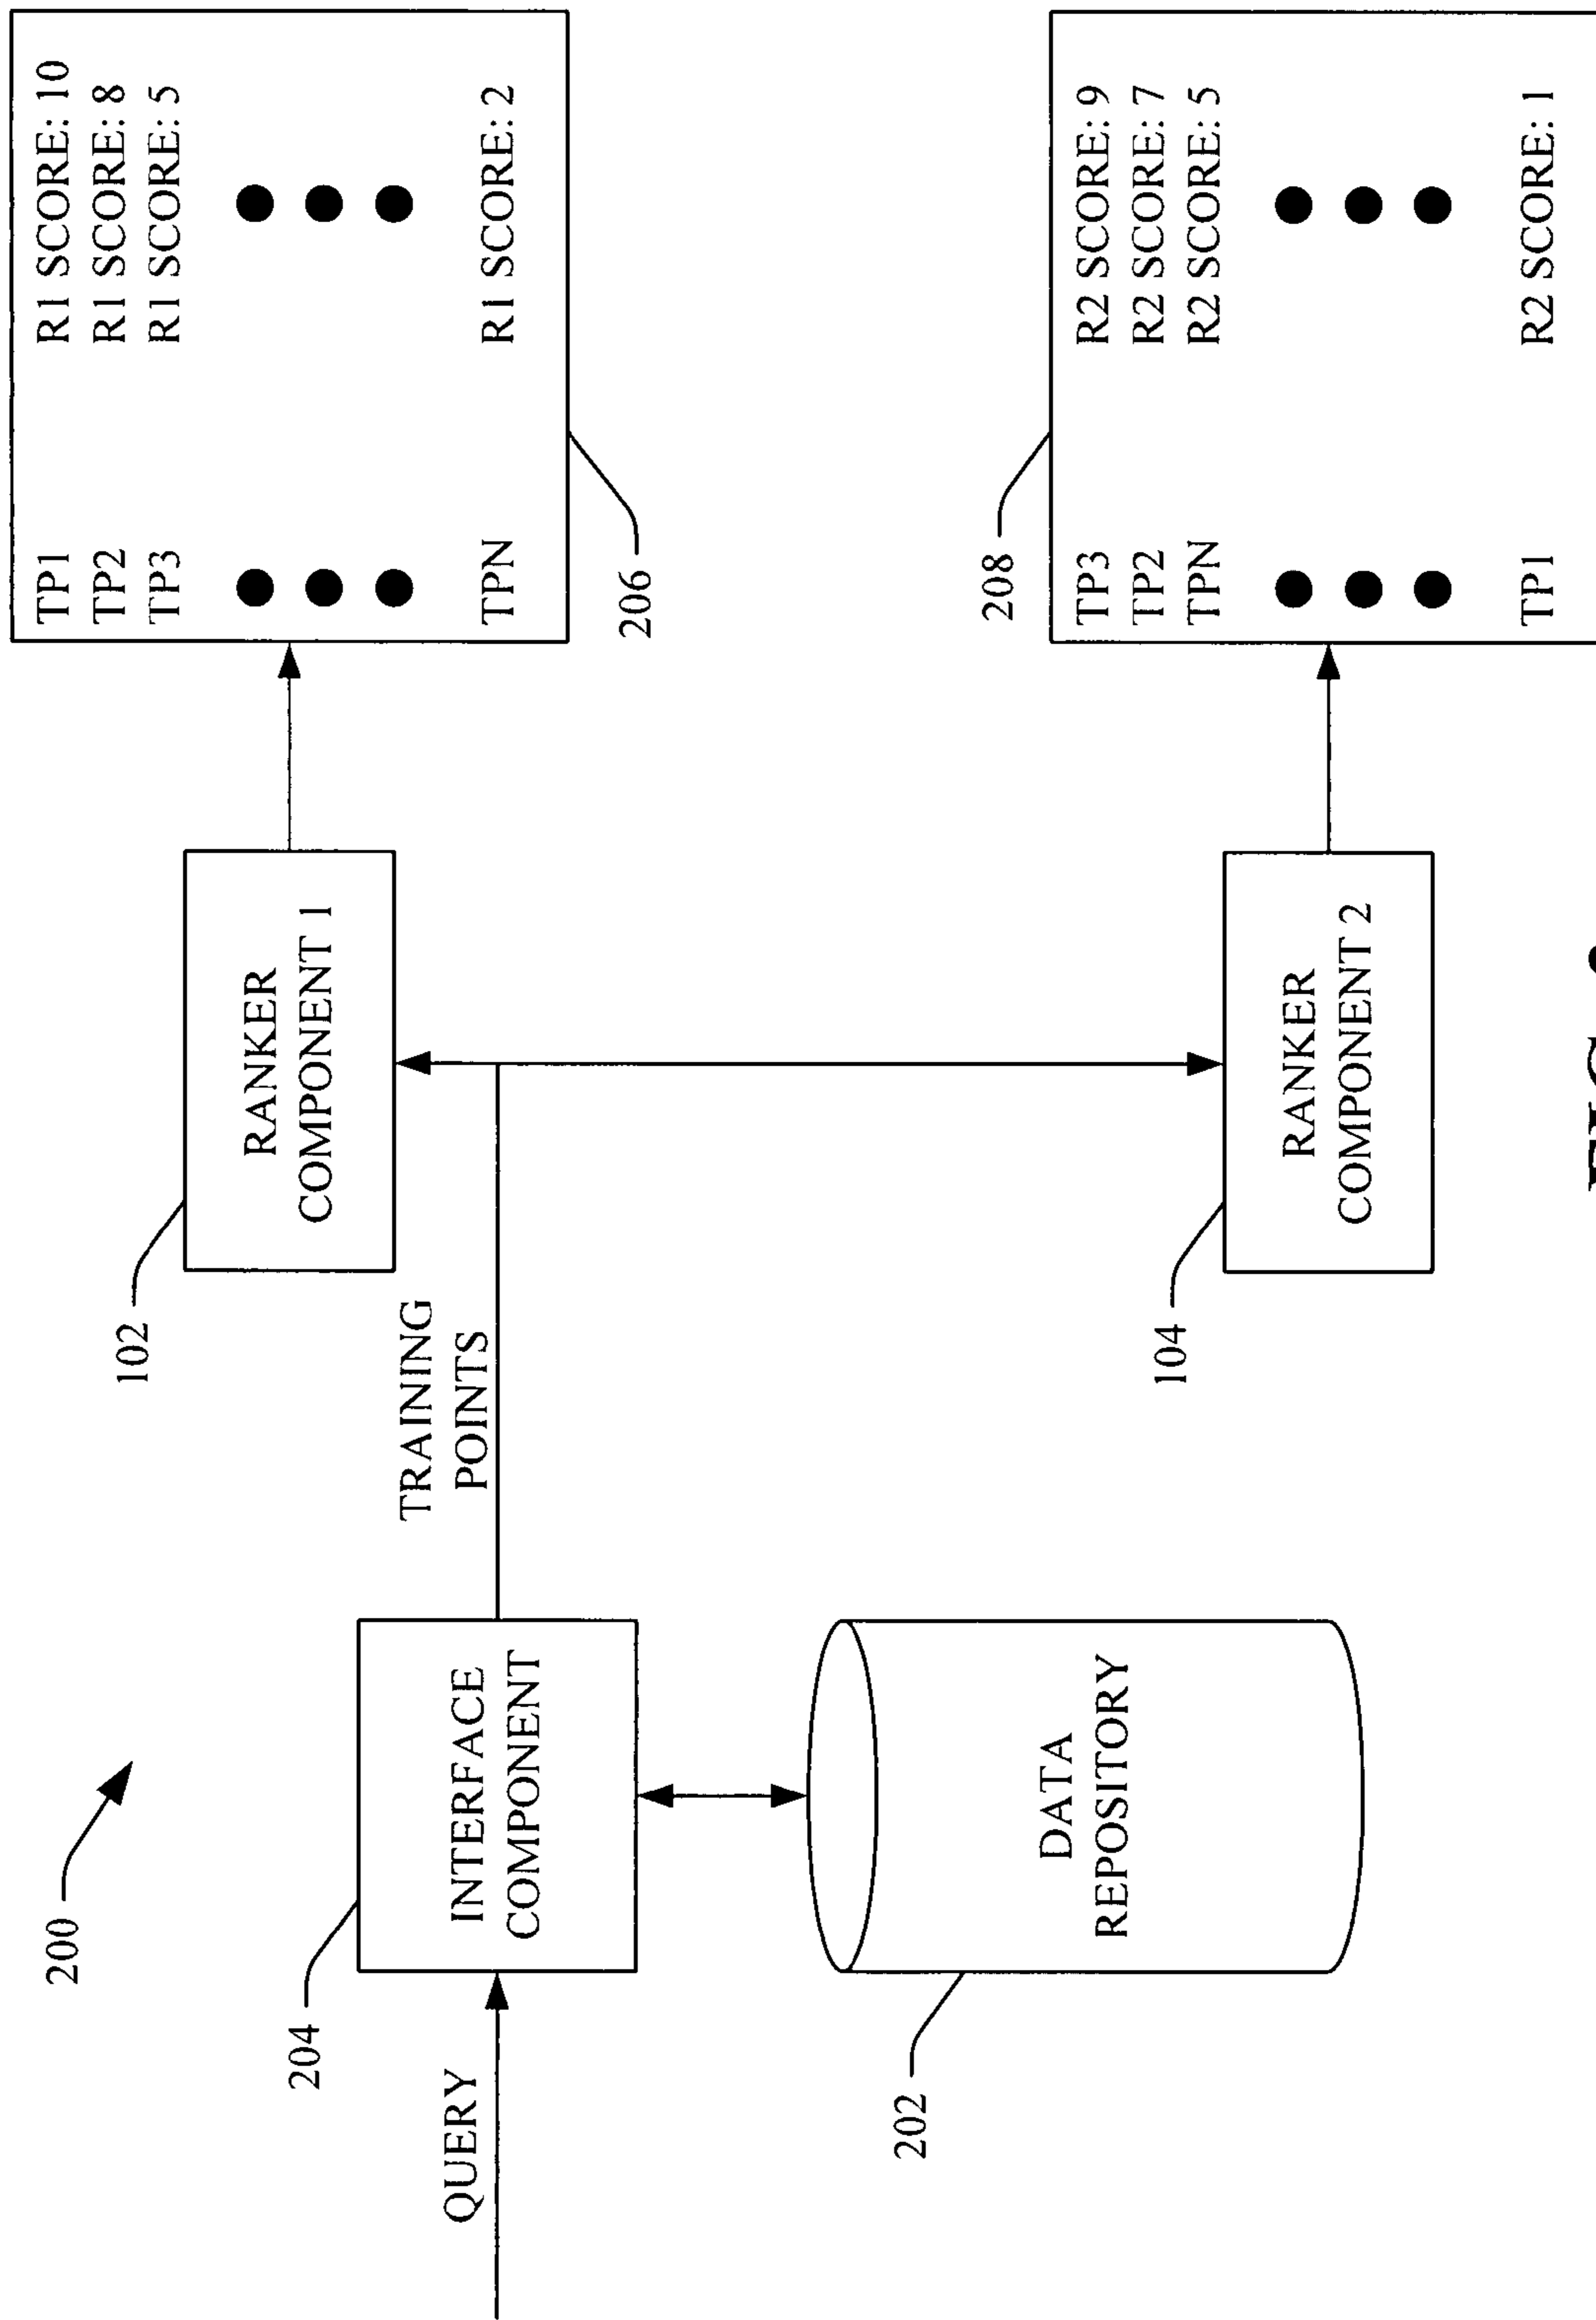 200
QUERY
204
INTERFACE
COMPONENT
202
DATA
REPOSITORY
TRAINING
POINTS
102
RANKER
COMPONENT 1
104
RANKER
COMPONENT 2
206
TP1 R1 SCORE: 10
TP2 R1 SCORE: 8
TP3 R1 SCORE: 5
TPN R1 SCORE: 2
208
TP3 R2 SCORE: 9
TP2 R2 SCORE: 7
TPN R2 SCORE: 5
TP1 R2 SCORE: 1